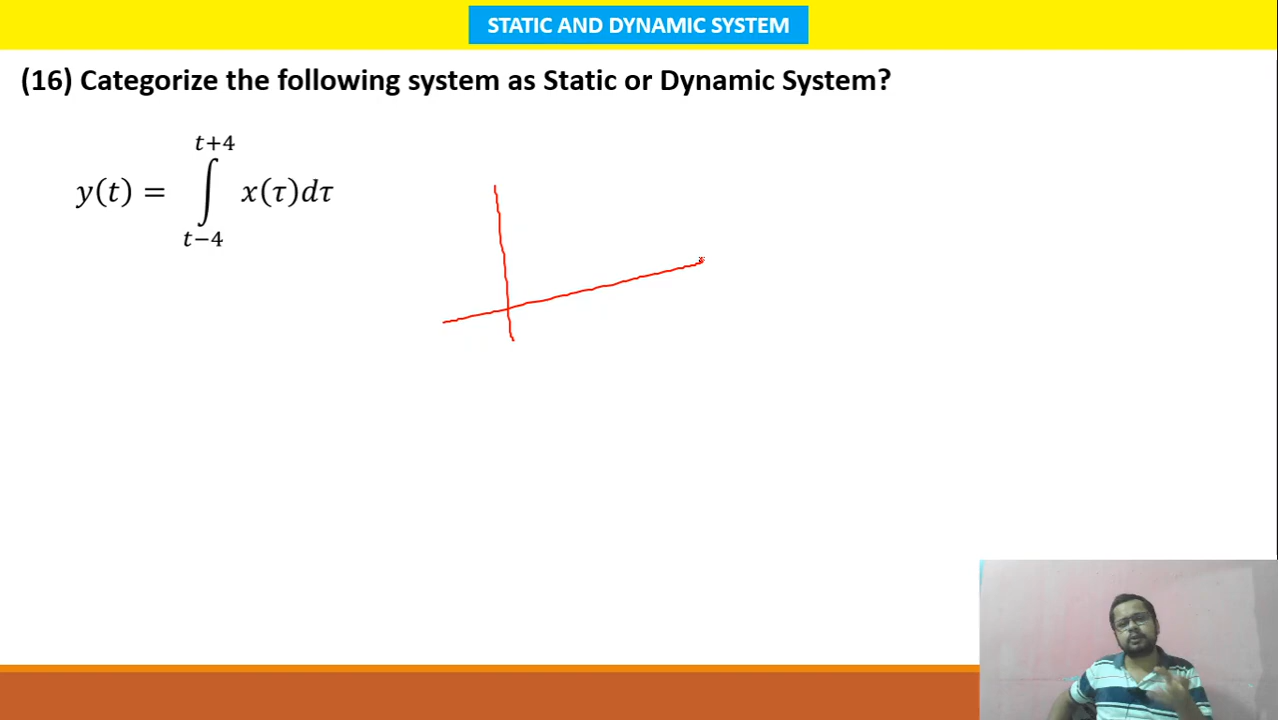 STATIC AND DYNAMIC SYSTEM
(16) Categorize the following system as Static or Dynamic System?
t+4
y(t) = ∫ x(τ)dτ
t−4